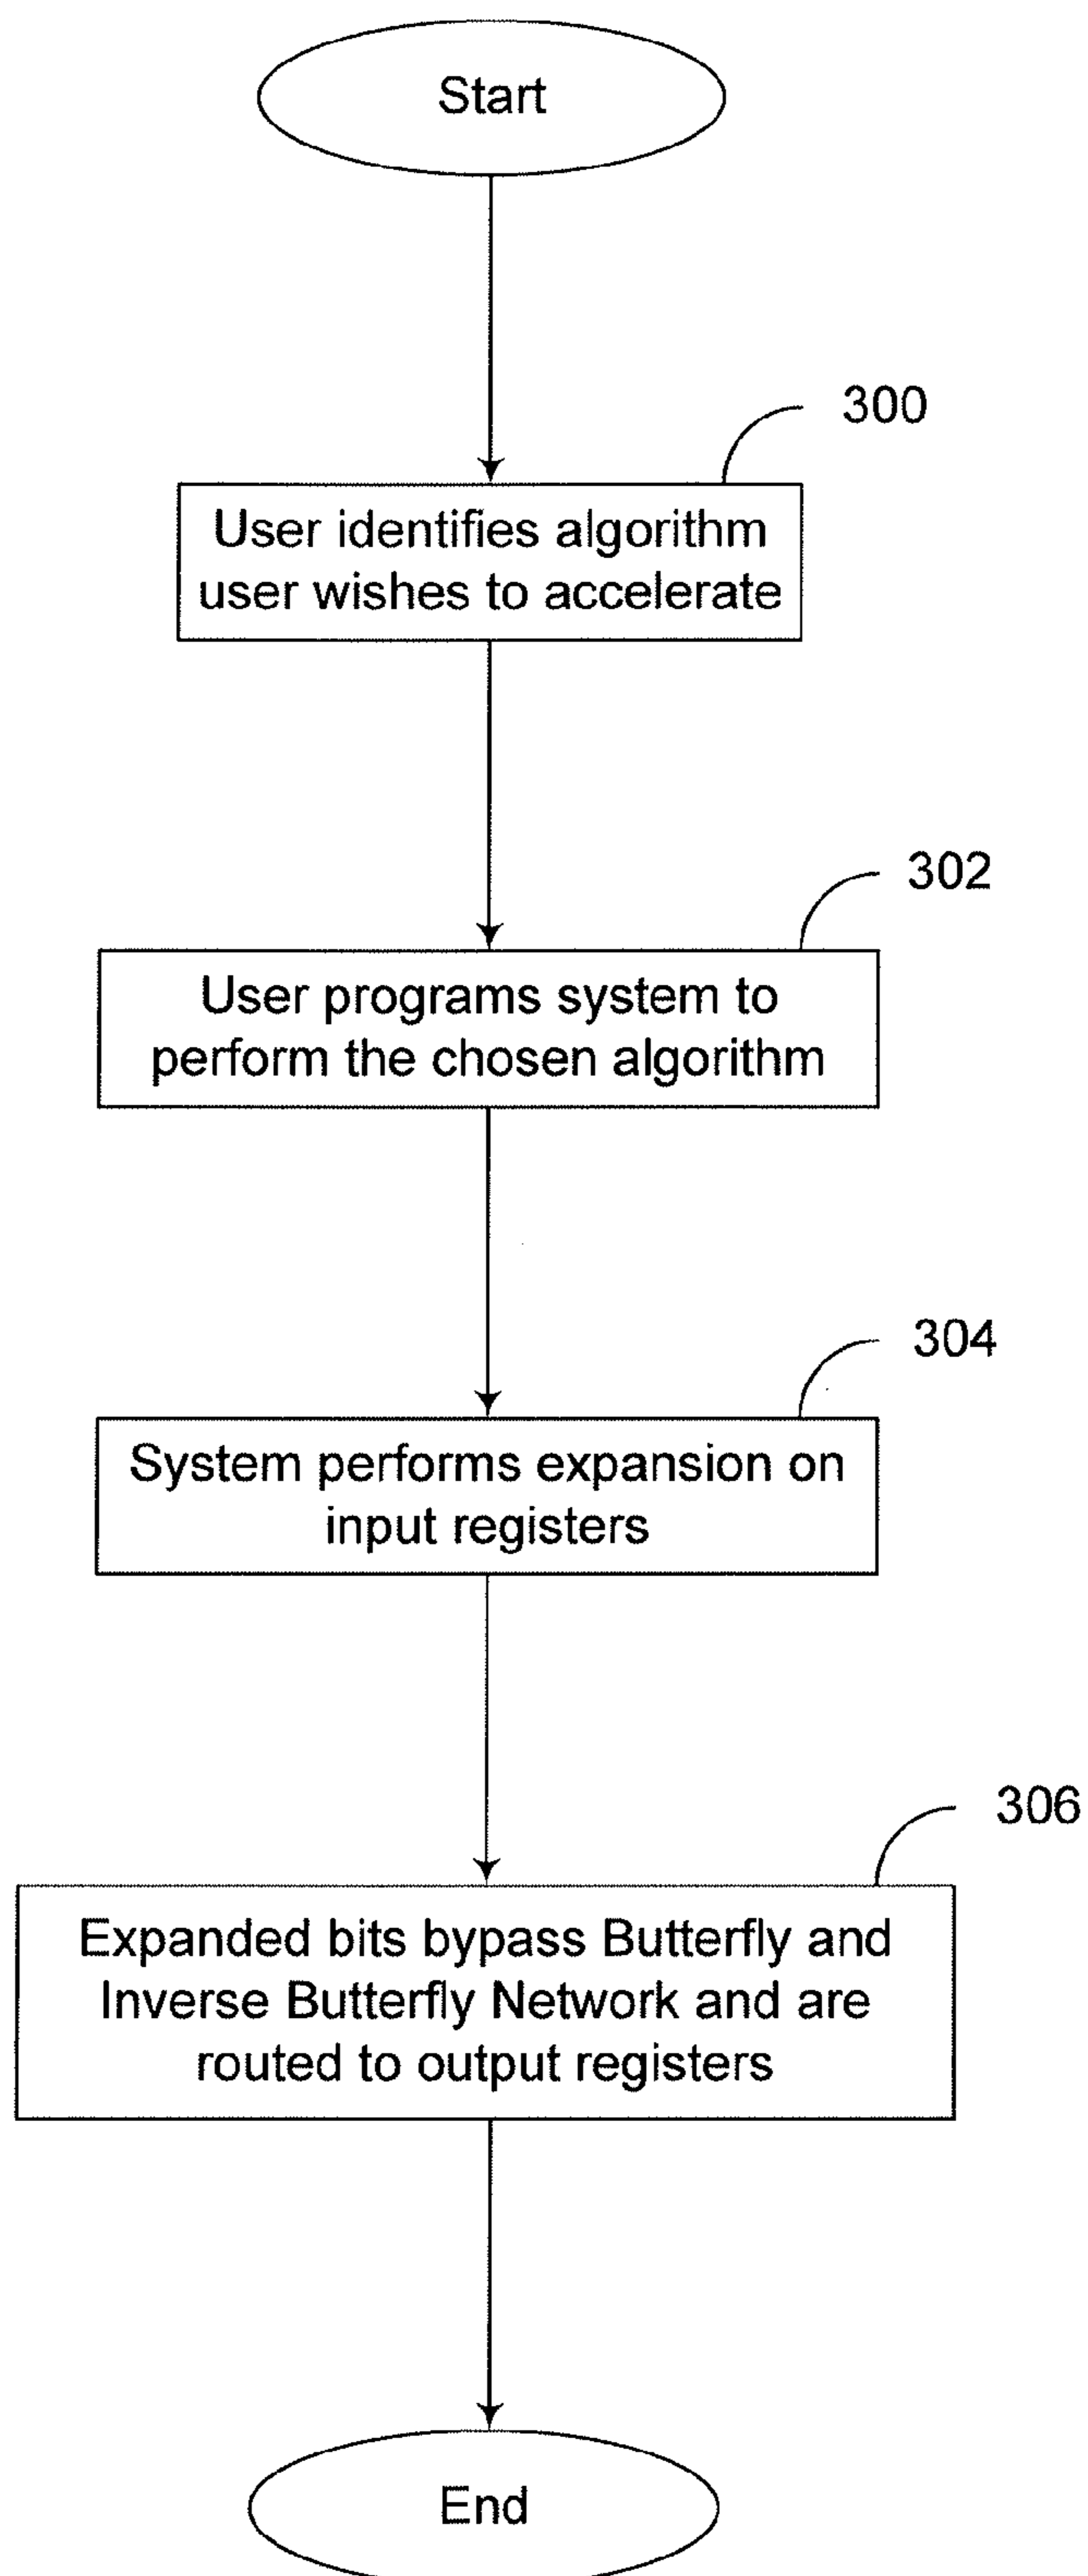 Start
300
User identifies algorithm
user wishes to accelerate
302
User programs system to
perform the chosen algorithm
304
System performs expansion on
input registers
306
Expanded bits bypass Butterfly and
Inverse Butterfly Network and are
routed to output registers
End